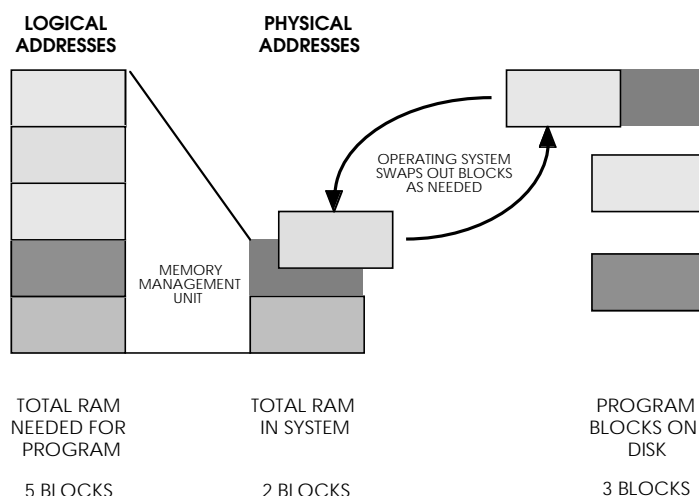 LOGICAL
ADDRESSES
PHYSICAL
ADDRESSES
OPERATING SYSTEM
SWAPS OUT BLOCKS
AS NEEDED
MEMORY
MANAGEMENT
UNIT
TOTAL RAM
NEEDED FOR
PROGRAM
5 BLOCKS
TOTAL RAM
IN SYSTEM
2 BLOCKS
PROGRAM
BLOCKS ON
DISK
3 BLOCKS